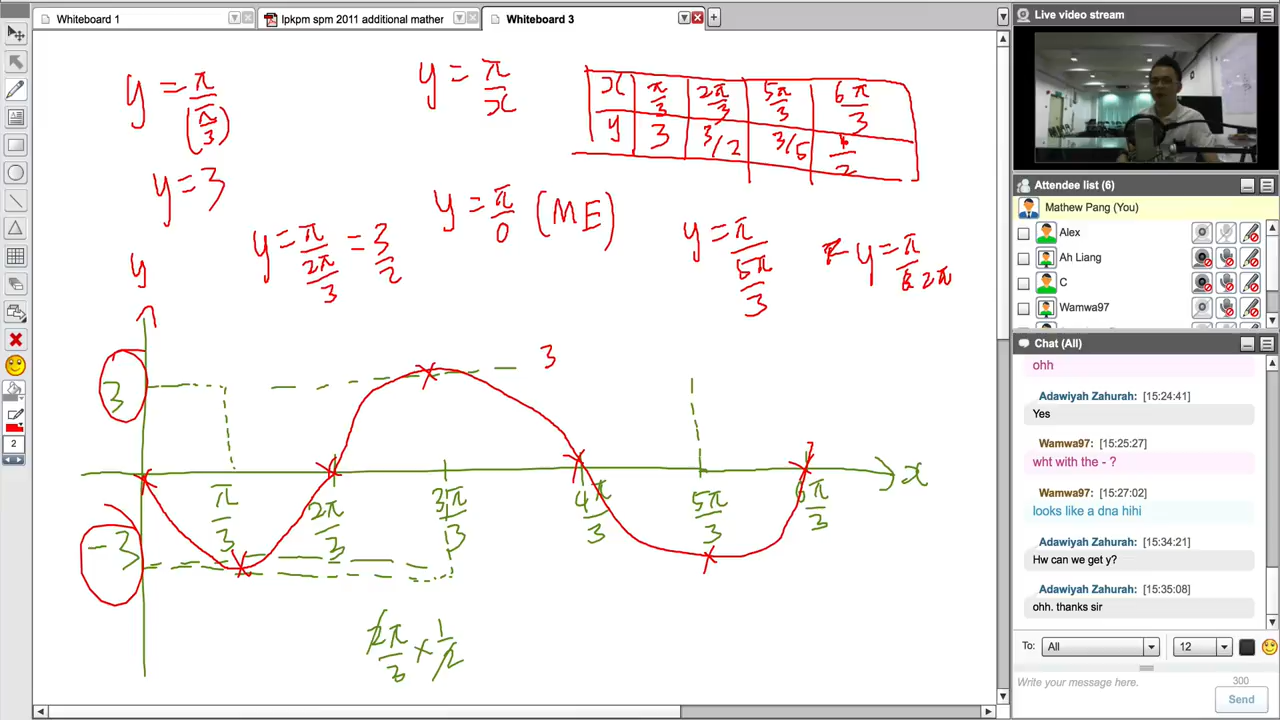 Whiteboard 1
lpkpm spm 2011 additional mather
Whiteboard 3
y = π/(π/3)
y = 3
y = π/x
x π/3 2π/3 5π/3 6π/3
y 3 3/2 3/5
y = π/(2π/3) = 3/2
y = π/0 (ME)
y = π/(5π/3)
y = π/2π
y
3
3
-3
π/3 2π/3 3π/3 4π/3 5π/3 6π/3
x
2π/3 × 1/2
2
Live video stream
Attendee list (6)
Mathew Pang (You)
Alex
Ah Liang
C
Wamwa97
Chat (All)
ohh
Adawiyah Zahurah: [15:24:41]
Yes
Wamwa97: [15:25:27]
wht with the - ?
Wamwa97: [15:27:02]
looks like a dna hihi
Adawiyah Zahurah: [15:34:21]
Hw can we get y?
Adawiyah Zahurah: [15:35:08]
ohh. thanks sir
To: All 12
Write your message here.
300
Send